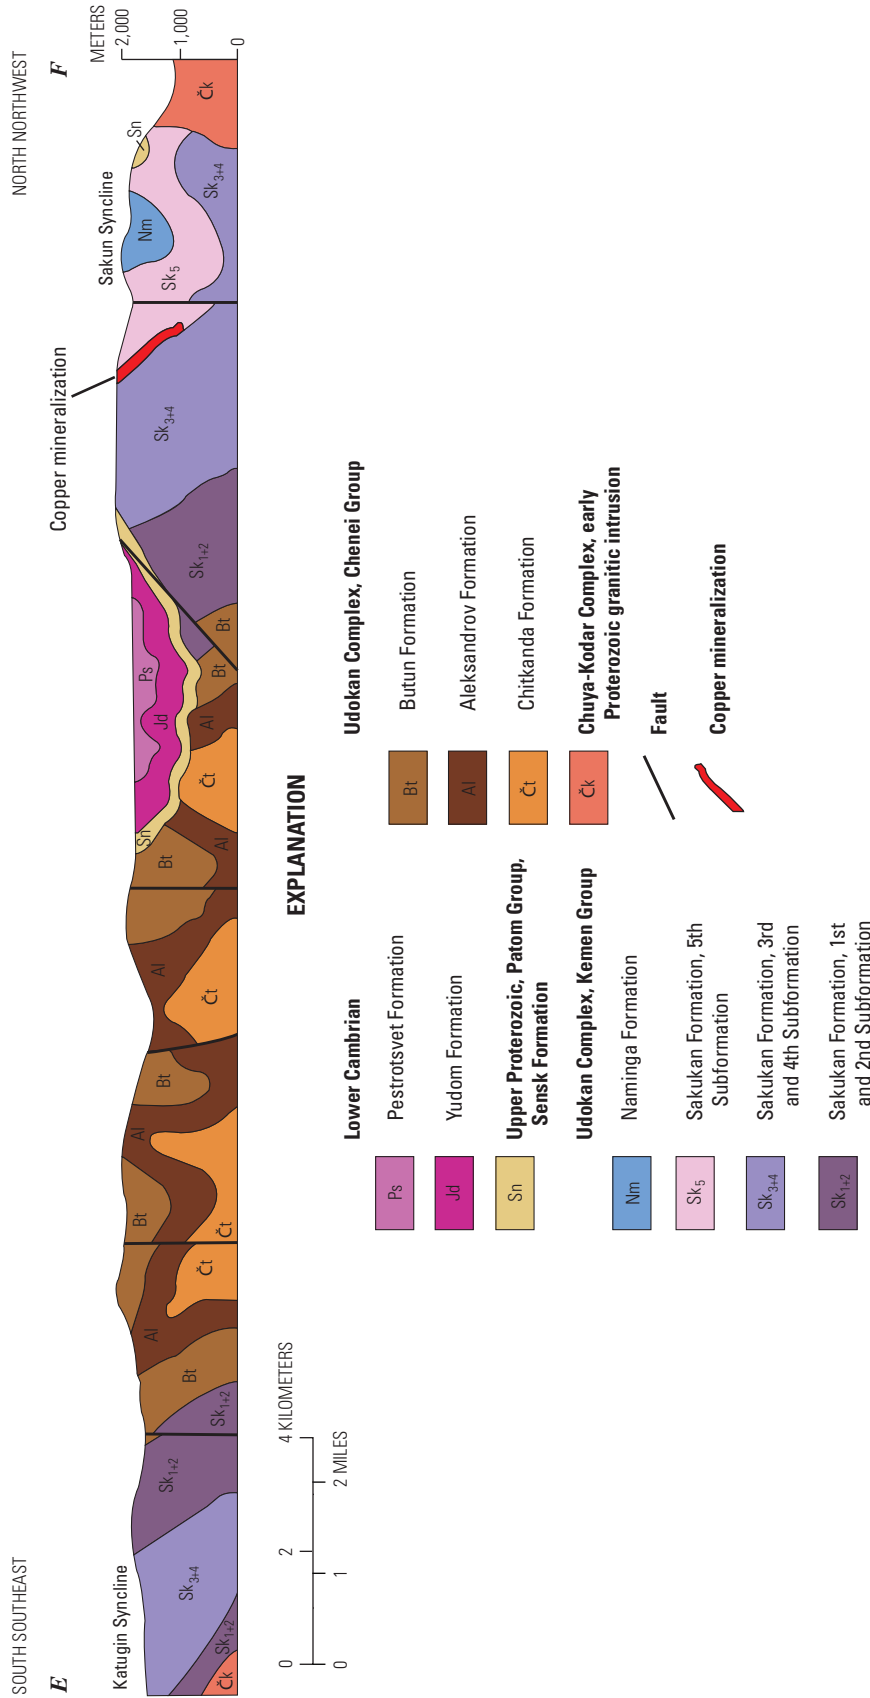 SOUTH SOUTHEAST
NORTH NORTHWEST
E
F
Katugin Syncline
Copper mineralization
Sakun Syncline
METERS
2,000
1,000
0
Čk
Sk1+2
Sk3+4
Sk1+2
Sk1+2
Bt
Al
Čt
Čt
Bt
Al
Bt
Čt
Al
Bt
Al
Sn
Čt
Al
Jd
Ps
Bt
Bt
Sk1+2
Sk3+4
Sk5
Nm
Sk3+4
Sn
Čk
0 2 4 KILOMETERS
0 1 2 MILES
EXPLANATION
Lower Cambrian
Ps Pestrotsvet Formation
Jd Yudom Formation
Upper Proterozoic, Patom Group,
Sensk Formation
Sn
Udokan Complex, Kemen Group
Nm Naminga Formation
Sk5 Sakukan Formation, 5th
Subformation
Sk3+4 Sakukan Formation, 3rd
and 4th Subformation
Sk1+2 Sakukan Formation, 1st
and 2nd Subformation
Udokan Complex, Chenei Group
Bt Butun Formation
Al Aleksandrov Formation
Čt Chitkanda Formation
Čk Chuya-Kodar Complex, early
Proterozoic granitic intrusion
Fault
Copper mineralization